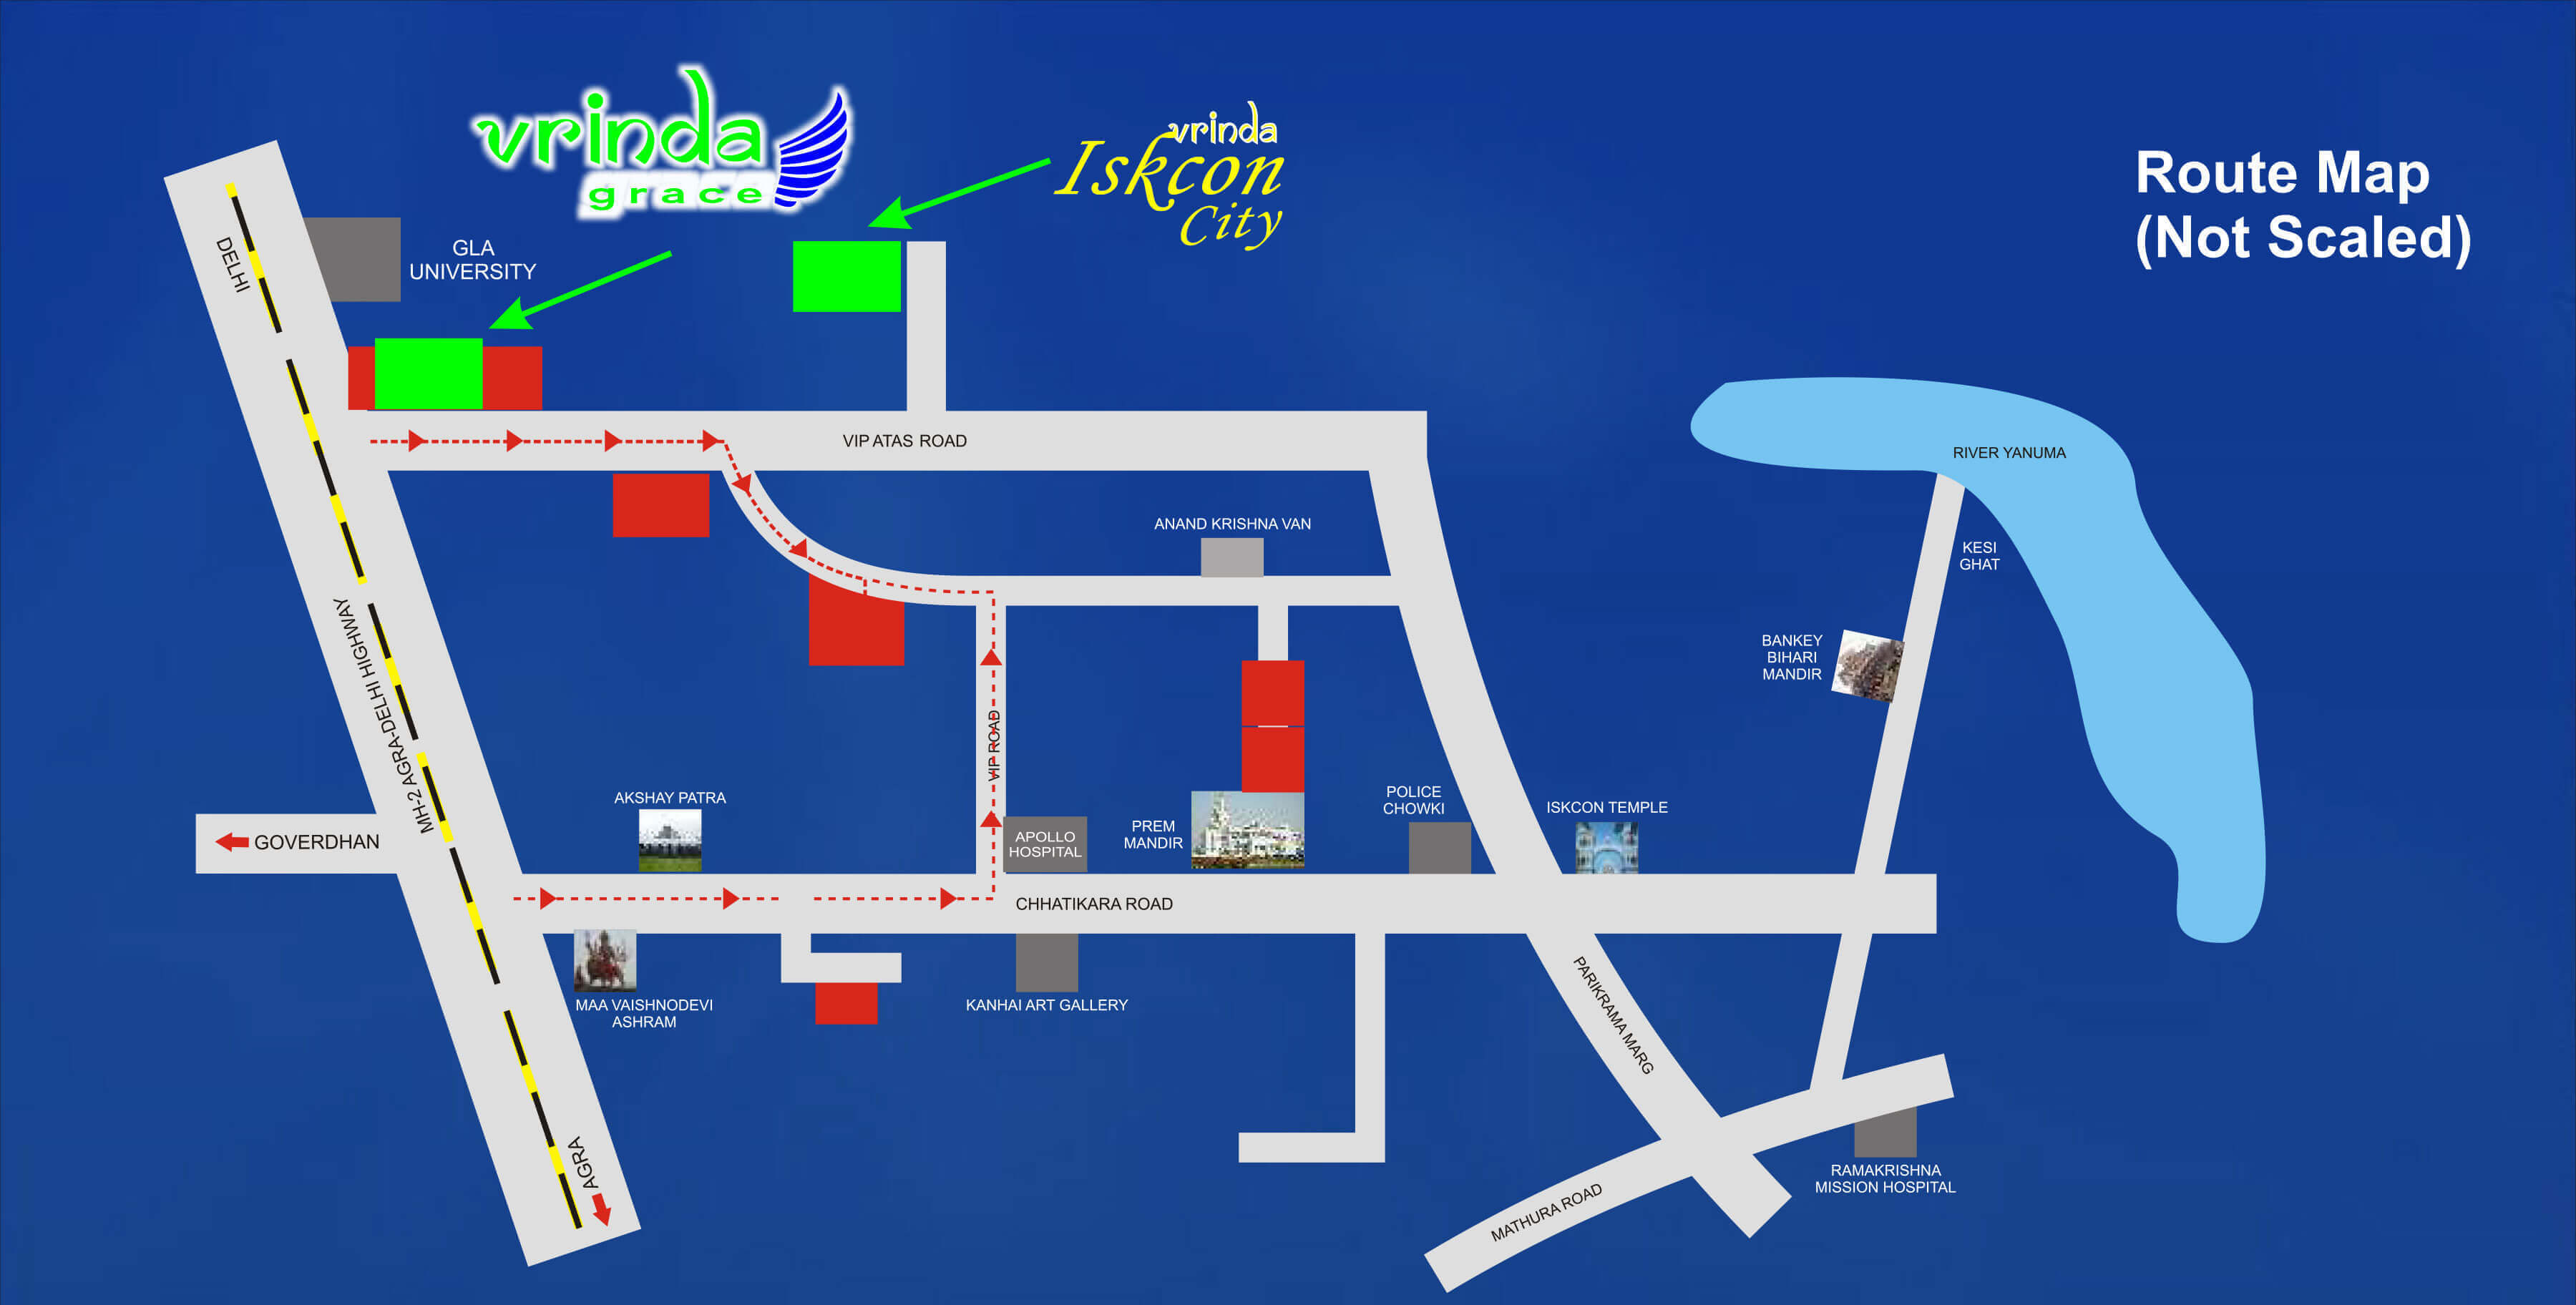 vrinda
grace
vrinda
Iskcon
City
Route Map
(Not Scaled)
DELHI
GLA
UNIVERSITY
VIP ATAS ROAD
RIVER YANUMA
ANAND KRISHNA VAN
KESI
GHAT
MH-2 AGRA-DELHI HIGHWAY
BANKEY
BIHARI
MANDIR
VIP ROAD
AKSHAY PATRA
POLICE
CHOWKI
ISKCON TEMPLE
GOVERDHAN
APOLLO
HOSPITAL
PREM
MANDIR
CHHATIKARA ROAD
MAA VAISHNODEVI
ASHRAM
KANHAI ART GALLERY
PARIKRAMA MARG
AGRA
MATHURA ROAD
RAMAKRISHNA
MISSION HOSPITAL